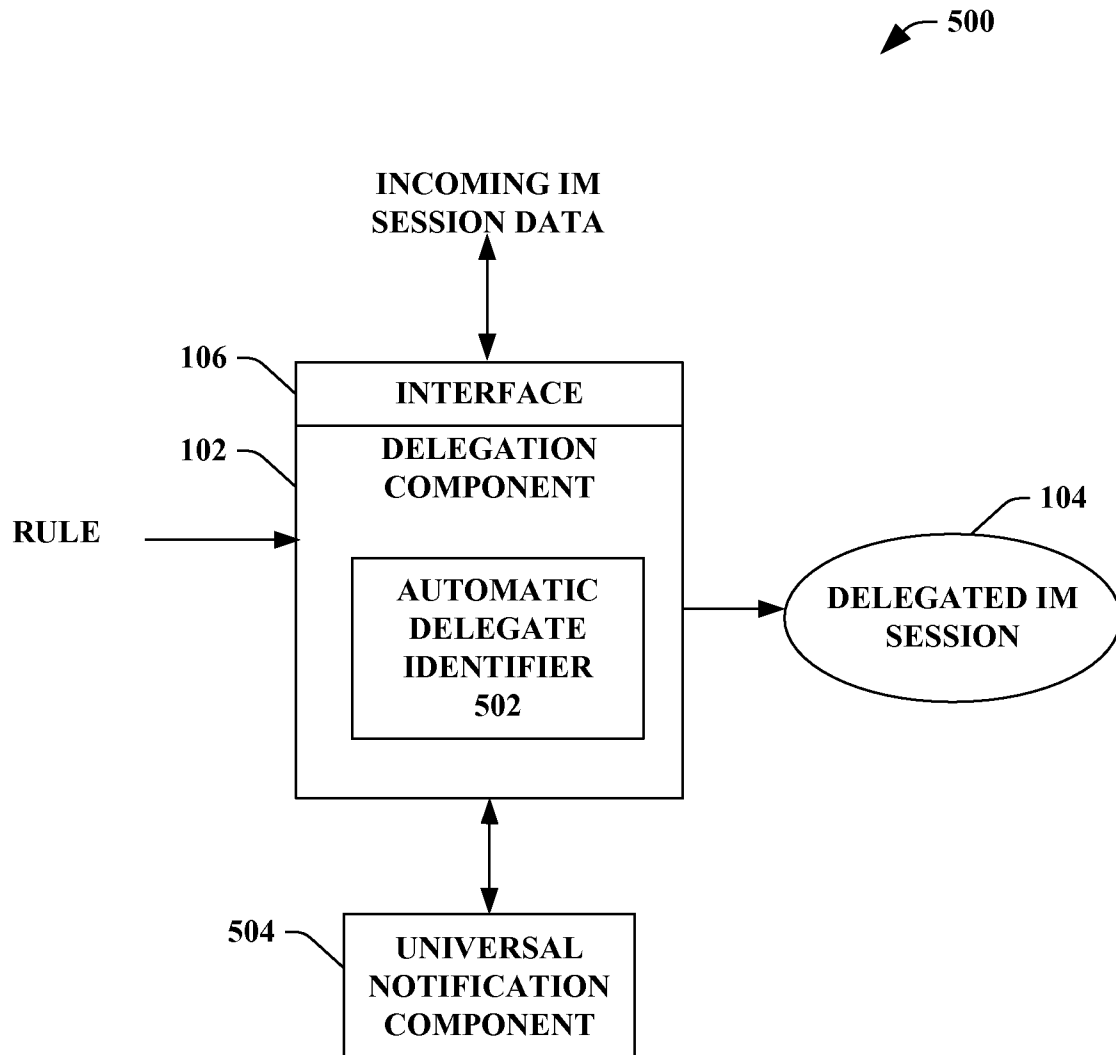 500
INCOMING IM
SESSION DATA
106
INTERFACE
102
DELEGATION
COMPONENT
RULE
104
AUTOMATIC
DELEGATE
IDENTIFIER
502
DELEGATED IM
SESSION
504
UNIVERSAL
NOTIFICATION
COMPONENT